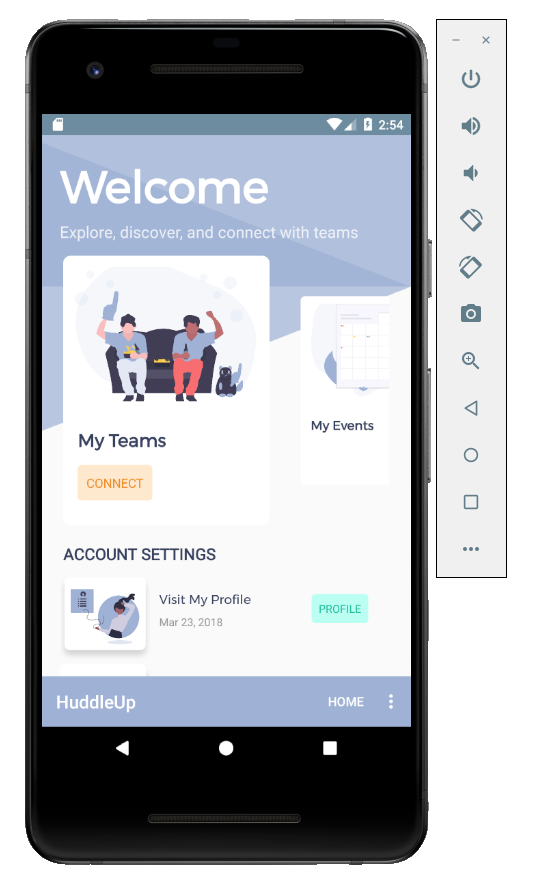 2:54
Welcome
Explore, discover, and connect with teams
My Teams
CONNECT
My Events
ACCOUNT SETTINGS
Visit My Profile
Mar 23, 2018
PROFILE
HuddleUp
HOME